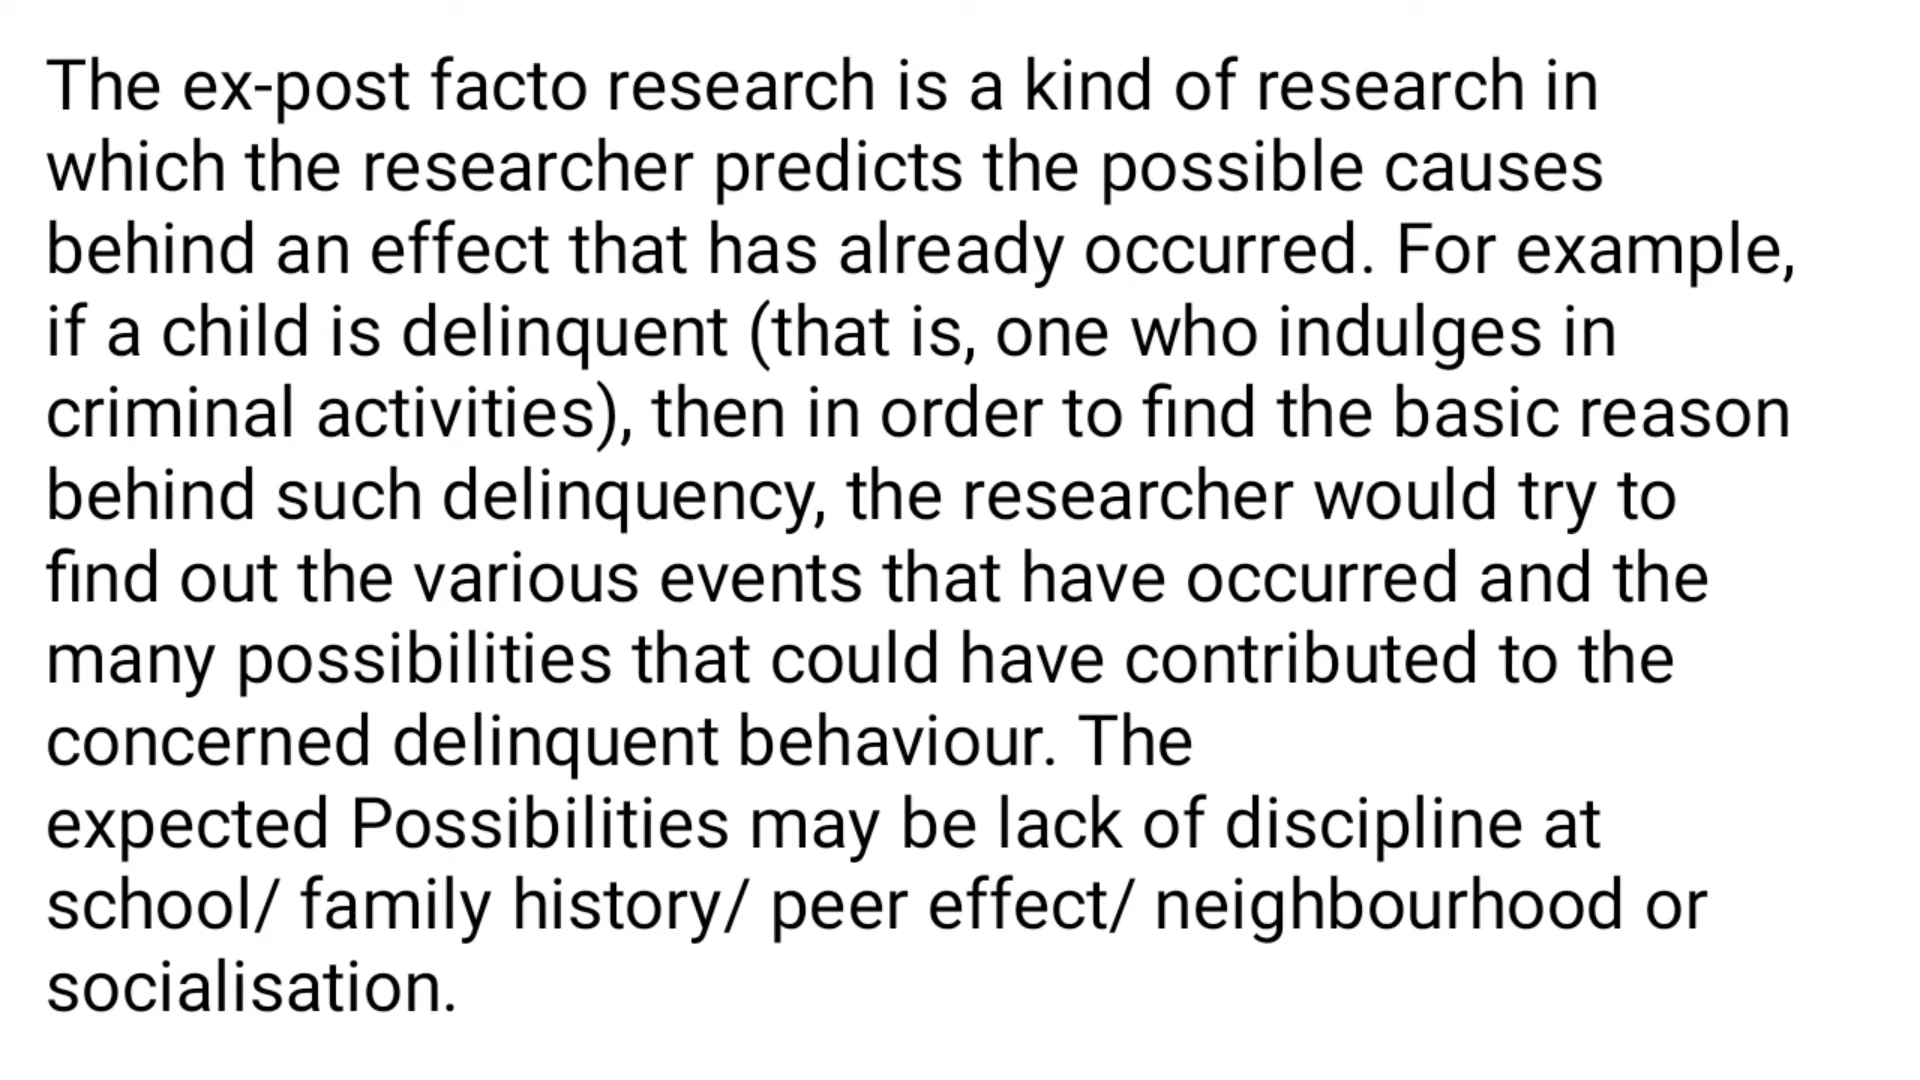 The ex-post facto research is a kind of research in
which the researcher predicts the possible causes
behind an effect that has already occurred. For example,
if a child is delinquent (that is, one who indulges in
criminal activities), then in order to find the basic reason
behind such delinquency, the researcher would try to
find out the various events that have occurred and the
many possibilities that could have contributed to the
concerned delinquent behaviour. The
expected Possibilities may be lack of discipline at
school/ family history/ peer effect/ neighbourhood or
socialisation.